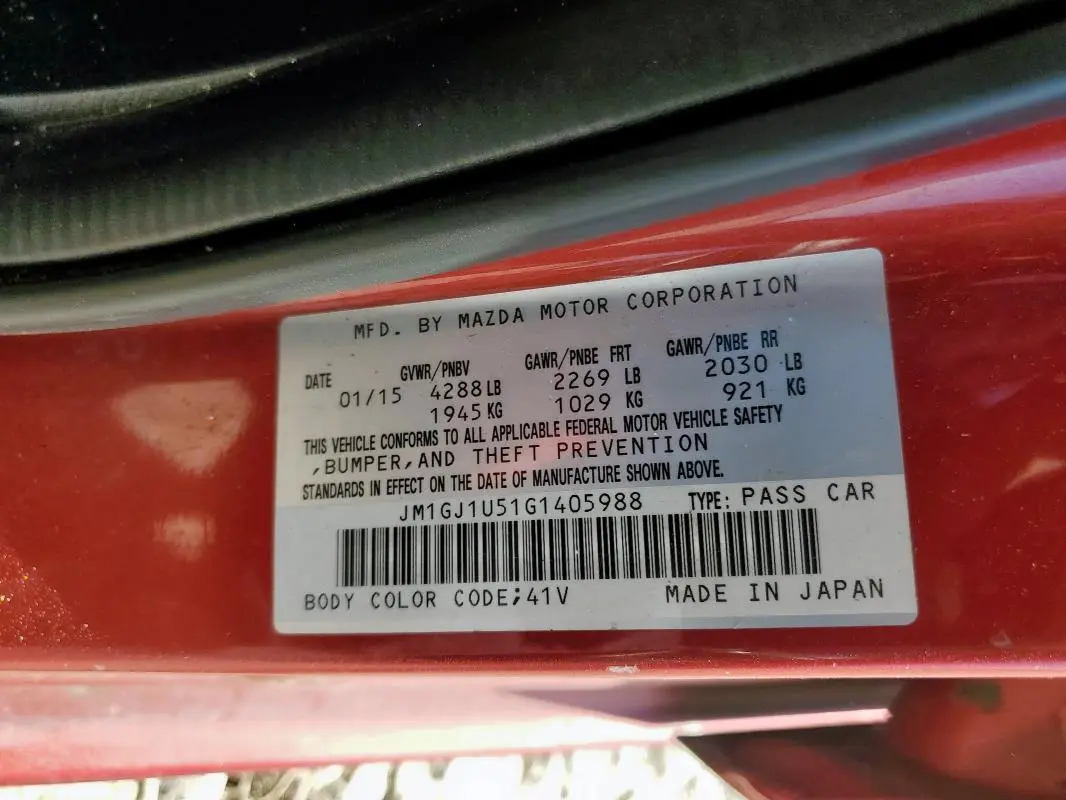 MFD. BY MAZDA MOTOR CORPORATION
DATE GVWR/PNBV GAWR/PNBE FRT GAWR/PNBE RR
01/15 4288 LB 2269 LB 2030 LB
1945 KG 1029 KG 921 KG
THIS VEHICLE CONFORMS TO ALL APPLICABLE FEDERAL MOTOR VEHICLE SAFETY
,BUMPER,AND THEFT PREVENTION
STANDARDS IN EFFECT ON THE DATE OF MANUFACTURE SHOWN ABOVE.
JM1GJ1U51G1405988 TYPE: PASS CAR
BODY COLOR CODE;41V MADE IN JAPAN